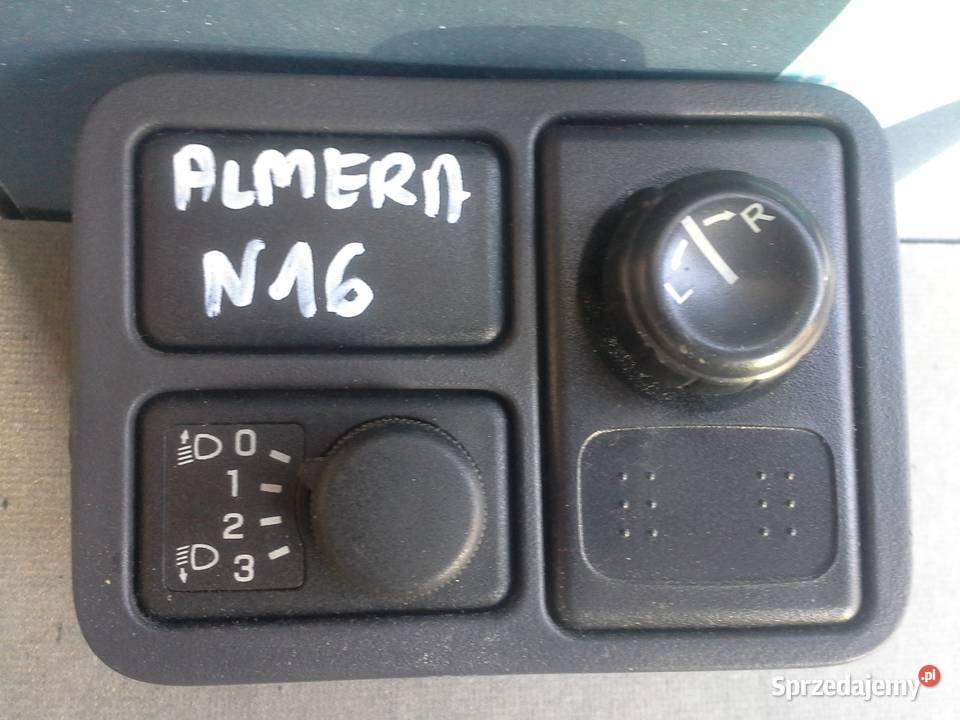 ALMERA
N16
L R
0
1
2
3
Sprzedajemy.pl